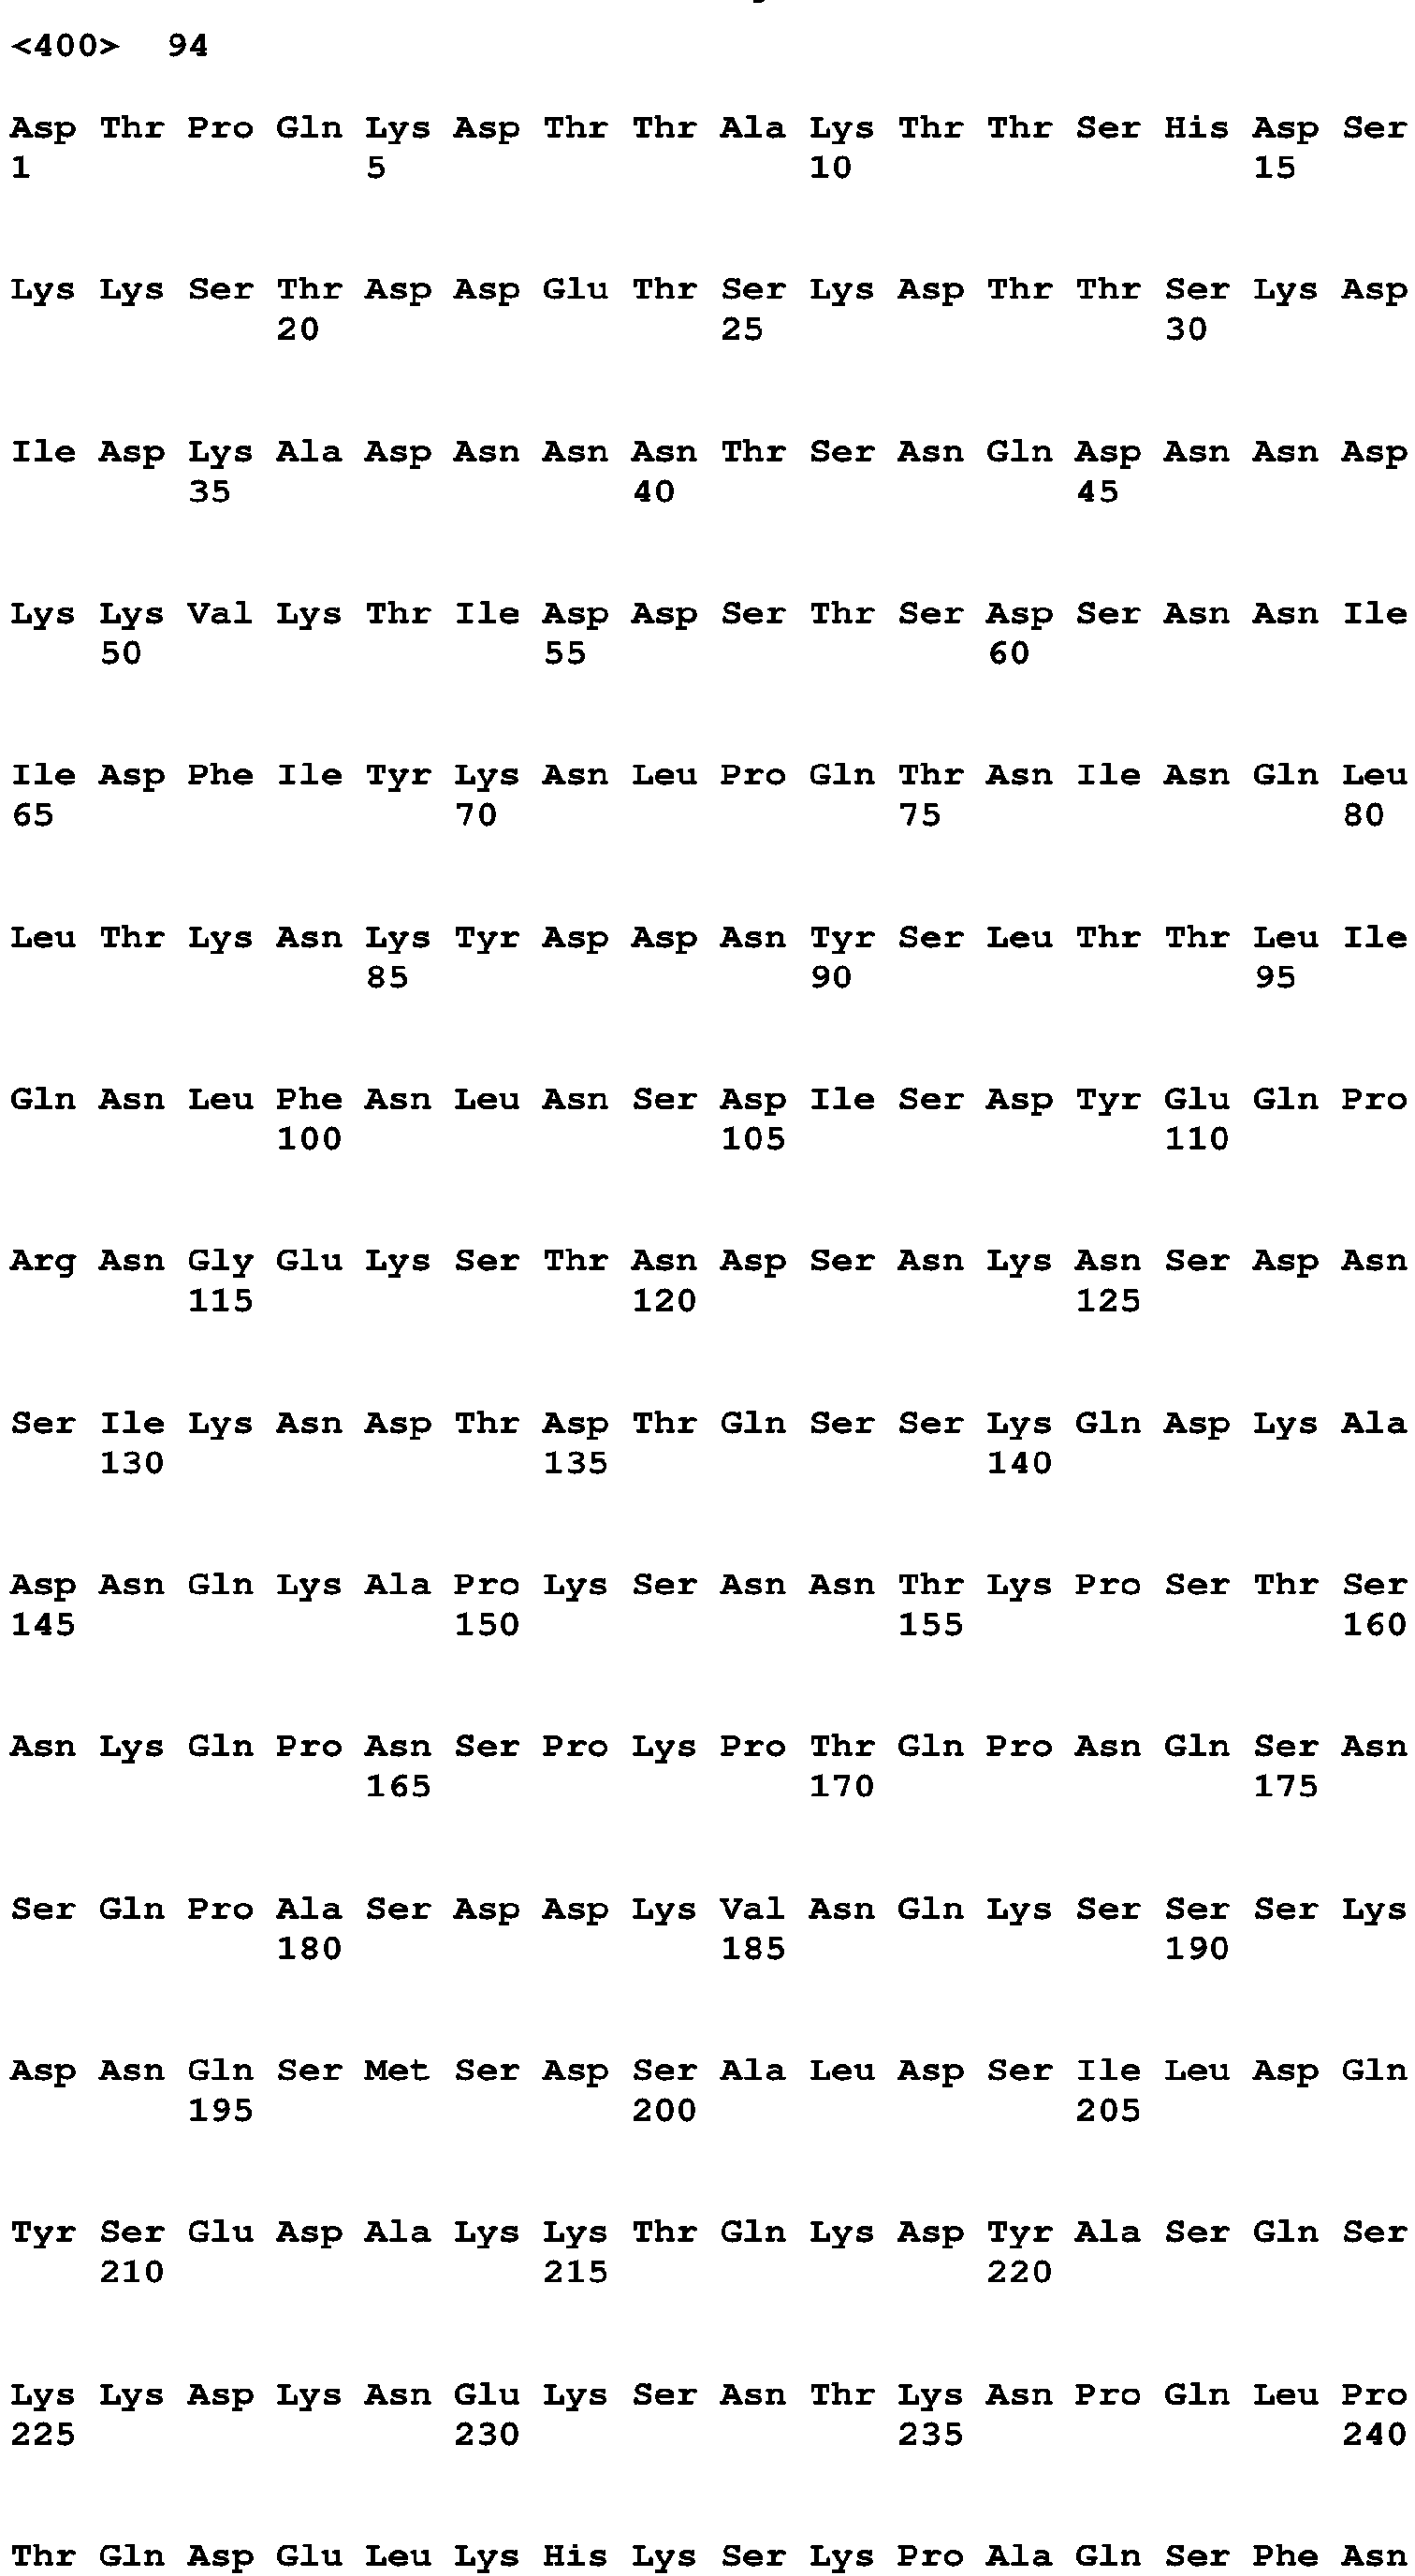 <400> 94
Asp Thr Pro Gln Lys Asp Thr Thr Ala Lys Thr Thr Ser His Asp Ser
1 5 10 15
Lys Lys Ser Thr Asp Asp Glu Thr Ser Lys Asp Thr Thr Ser Lys Asp
20 25 30
Ile Asp Lys Ala Asp Asn Asn Asn Thr Ser Asn Gln Asp Asn Asn Asp
35 40 45
Lys Lys Val Lys Thr Ile Asp Asp Ser Thr Ser Asp Ser Asn Asn Ile
50 55 60
Ile Asp Phe Ile Tyr Lys Asn Leu Pro Gln Thr Asn Ile Asn Gln Leu
65 70 75 80
Leu Thr Lys Asn Lys Tyr Asp Asp Asn Tyr Ser Leu Thr Thr Leu Ile
85 90 95
Gln Asn Leu Phe Asn Leu Asn Ser Asp Ile Ser Asp Tyr Glu Gln Pro
100 105 110
Arg Asn Gly Glu Lys Ser Thr Asn Asp Ser Asn Lys Asn Ser Asp Asn
115 120 125
Ser Ile Lys Asn Asp Thr Asp Thr Gln Ser Ser Lys Gln Asp Lys Ala
130 135 140
Asp Asn Gln Lys Ala Pro Lys Ser Asn Asn Thr Lys Pro Ser Thr Ser
145 150 155 160
Asn Lys Gln Pro Asn Ser Pro Lys Pro Thr Gln Pro Asn Gln Ser Asn
165 170 175
Ser Gln Pro Ala Ser Asp Asp Lys Val Asn Gln Lys Ser Ser Ser Lys
180 185 190
Asp Asn Gln Ser Met Ser Asp Ser Ala Leu Asp Ser Ile Leu Asp Gln
195 200 205
Tyr Ser Glu Asp Ala Lys Lys Thr Gln Lys Asp Tyr Ala Ser Gln Ser
210 215 220
Lys Lys Asp Lys Asn Glu Lys Ser Asn Thr Lys Asn Pro Gln Leu Pro
225 230 235 240
Thr Gln Asp Glu Leu Lys His Lys Ser Lys Pro Ala Gln Ser Phe Asn